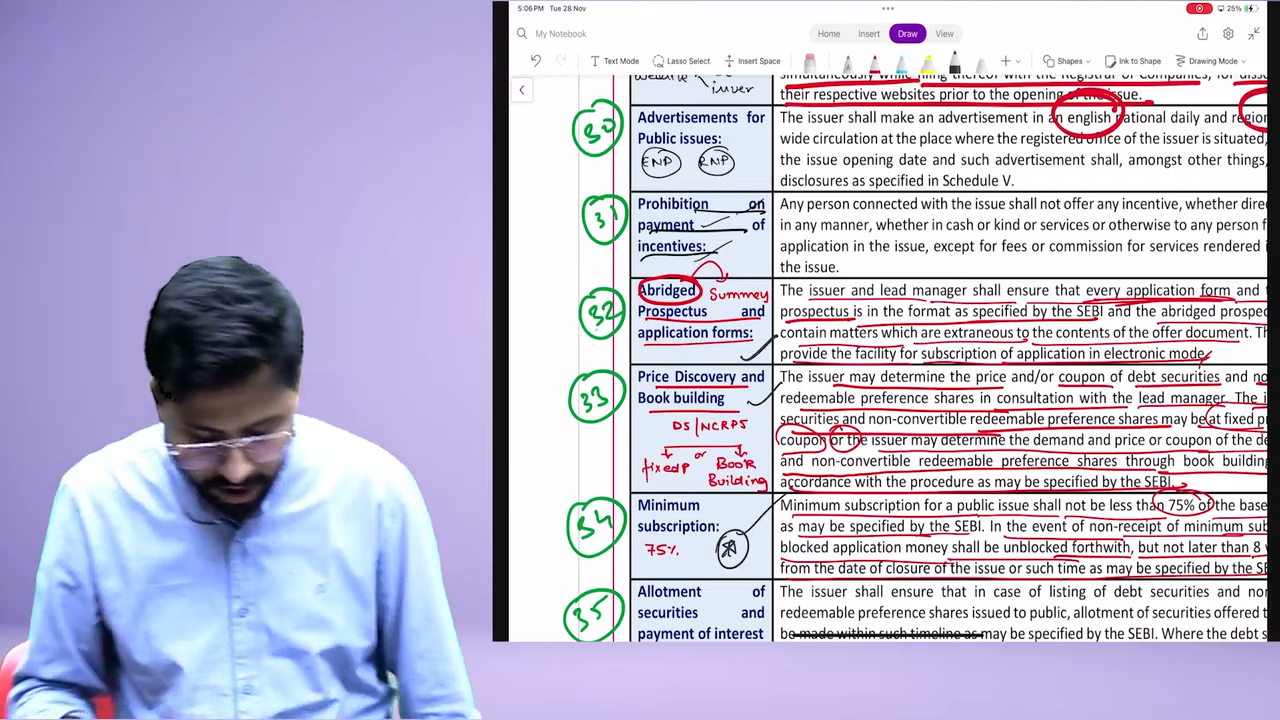 5:06 PM Tue 28 Nov
25%
My Notebook
Home Insert Draw View
Text Mode Lasso Select Insert Space Shapes Ink to Shape Drawing Mode
simultaneously while filing thereof with the Registrar of Companies, for
inver
their respective websites prior to the opening of the issue.
30
Advertisements for
Public issues:
ENP RNP
The issuer shall make an advertisement in an english national daily and
wide circulation at the place where the registered office of the issuer is situated,
the issue opening date and such advertisement shall, amongst other things,
disclosures as specified in Schedule V.
31
Prohibition on
payment of
incentives:
Any person connected with the issue shall not offer any incentive, whether
in any manner, whether in cash or kind or services or otherwise to any person
application in the issue, except for fees or commission for services rendered
the issue.
32
Abridged
Summey
Prospectus and
application forms:
The issuer and lead manager shall ensure that every application form and
prospectus is in the format as specified by the SEBI and the abridged
contain matters which are extraneous to the contents of the offer document.
provide the facility for subscription of application in electronic mode.
33
Price Discovery and
Book building
DS/NCRPS
or
fixedP Book
Building
The issuer may determine the price and/or coupon of debt securities and
redeemable preference shares in consultation with the lead manager. The
securities and non-convertible redeemable preference shares may be at fixed
coupon or the issuer may determine the demand and price or coupon of the
and non-convertible redeemable preference shares through book building
accordance with the procedure as may be specified by the SEBI.
34
Minimum
subscription:
75%
Minimum subscription for a public issue shall not be less than 75% of the base
as may be specified by the SEBI. In the event of non-receipt of minimum
blocked application money shall be unblocked forthwith, but not later than 8
from the date of closure of the issue or such time as may be specified by the
35
Allotment of
securities and
payment of interest
The issuer shall ensure that in case of listing of debt securities and
redeemable preference shares issued to public, allotment of securities offered
be made within such timeline as may be specified by the SEBI. Where the debt